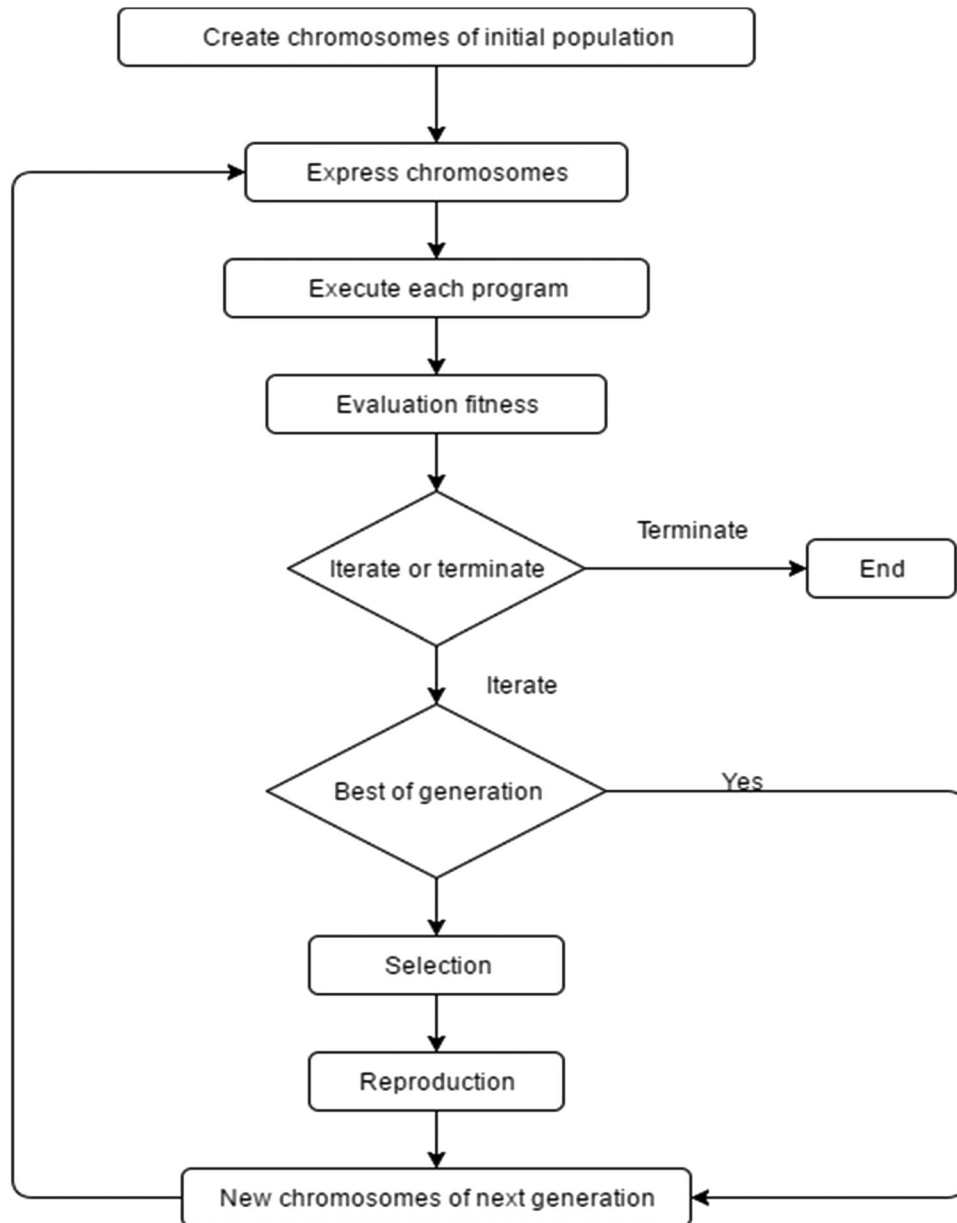 Create chromosomes of initial population
Express chromosomes
Execute each program
Evaluation fitness
Terminate
Iterate or terminate
End
Iterate
Yes
Best of generation
Selection
Reproduction
New chromosomes of next generation